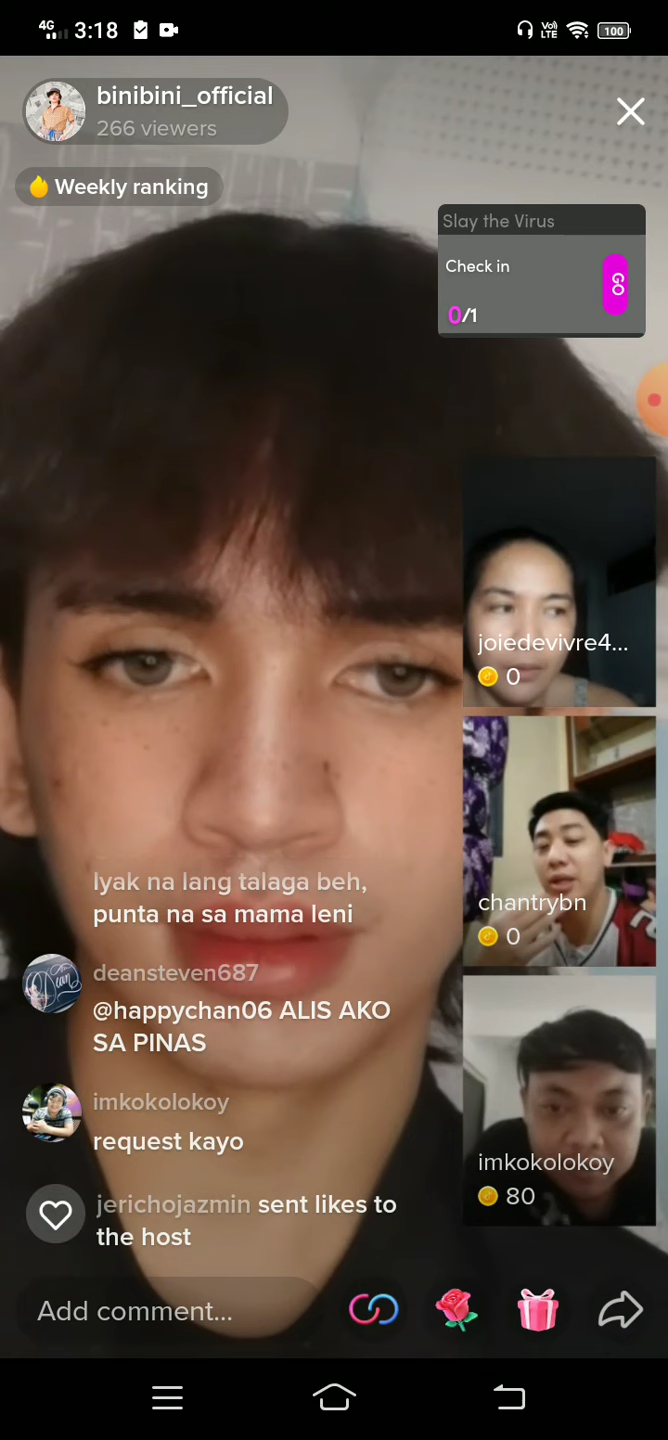 4G 3:18 Vo) LTE 100
binibini_official
266 viewers
Weekly ranking
Slay the Virus
Check in
GO
0/1
joiedevivre4...
0
chantrybn
0
imkokolokoy
80
Iyak na lang talaga beh,
punta na sa mama leni
deansteven687
@happychan06 ALIS AKO
SA PINAS
imkokolokoy
request kayo
jerichojazmin sent likes to
the host
Add comment...